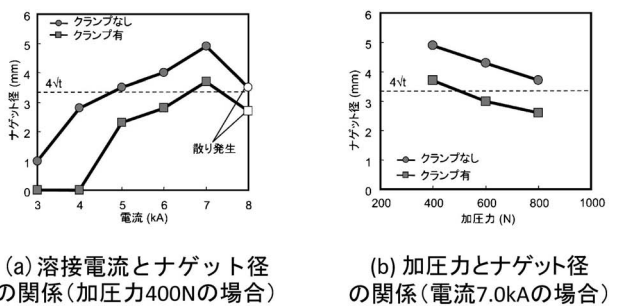 6
5
4
3
2
1
0
ナゲット径 (mm)
クランプなし
クランプ有
4√t
散り発生
3 4 5 6 7 8
電流 (kA)
(a) 溶接電流とナゲット径
の関係(加圧力400Nの場合)
6
5
4
3
2
1
0
ナゲット径 (mm)
4√t
クランプなし
クランプ有
200 400 600 800 1000
加圧力 (N)
(b) 加圧力とナゲット径
の関係(電流7.0kAの場合)